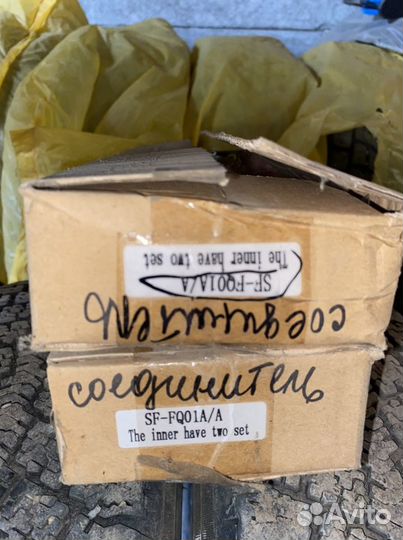 The inner have two set
SF-FQ01A/A
соединитель
соединитель
SF-FQ01A/A
The inner have two set
Avito